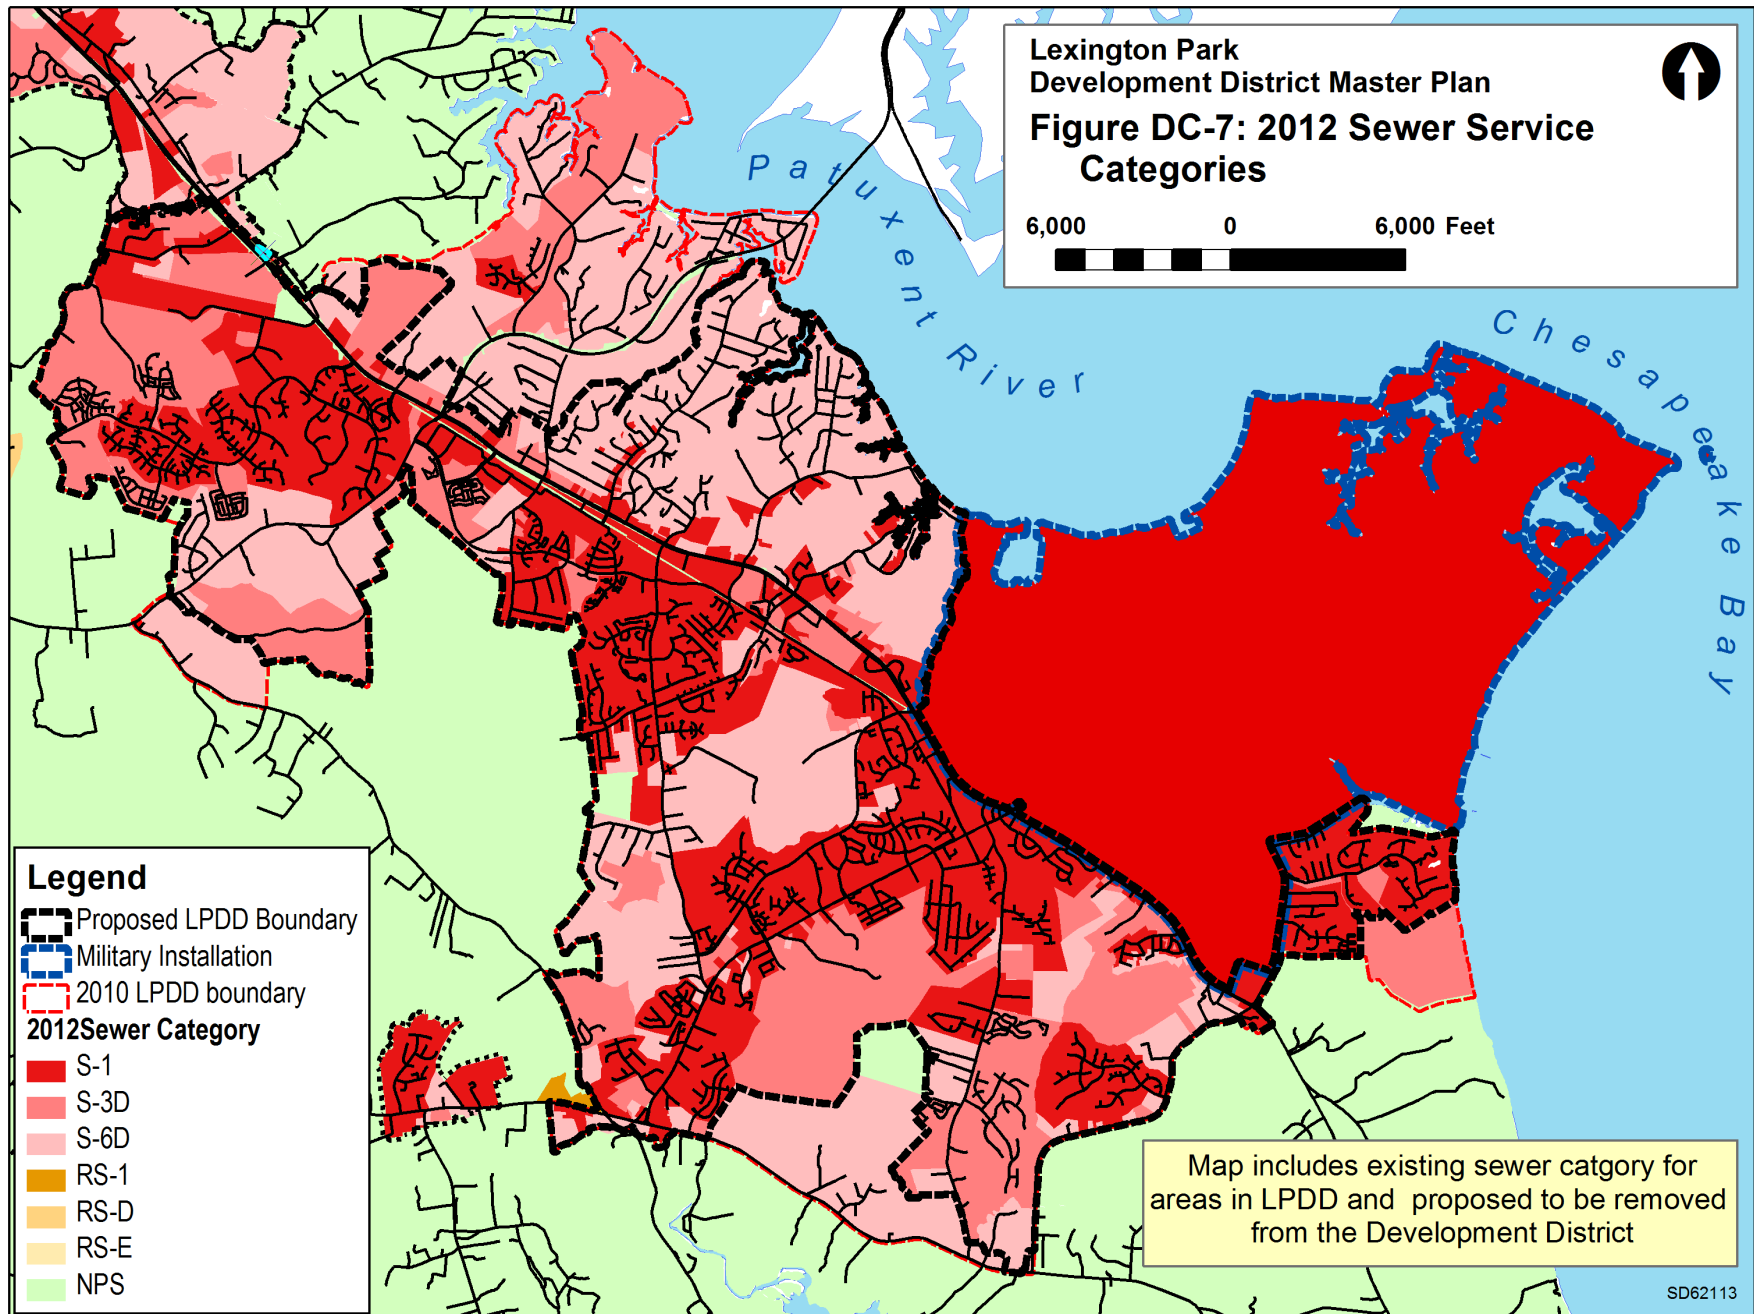 Lexington Park
Development District Master Plan
Figure DC-7: 2012 Sewer Service
Categories
6,000 0 6,000 Feet
Patuxent River
Chesapeake Bay
Legend
Proposed LPDD Boundary
Military Installation
2010 LPDD boundary
2012Sewer Category
S-1
S-3D
S-6D
RS-1
RS-D
RS-E
NPS
Map includes existing sewer catgory for
areas in LPDD and proposed to be removed
from the Development District
SD62113